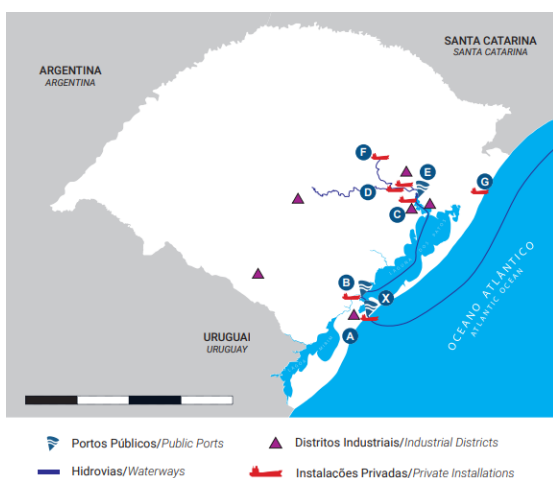 SANTA CATARINA
SANTA CATARINA
ARGENTINA
ARGENTINA
F
E
D
G
C
B
X
A
OCEANO ATLÂNTICO
ATLANTIC OCEAN
URUGUAI
URUGUAY
Portos Públicos/Public Ports
Distritos Industriais/Industrial Districts
Hidrovias/Waterways
Instalações Privadas/Private Installations